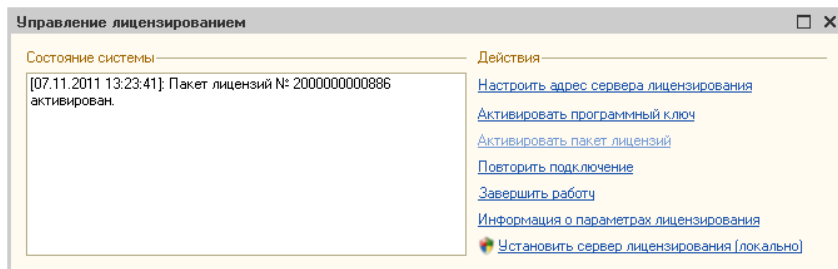 Управление лицензированием
Состояние системы
[07.11.2011 13:23:41]: Пакет лицензий № 2000000000886
активирован.
Действия
Настроить адрес сервера лицензирования
Активировать программный ключ
Активировать пакет лицензий
Повторить подключение
Завершить работу
Информация о параметрах лицензирования
Установить сервер лицензирования (локально)